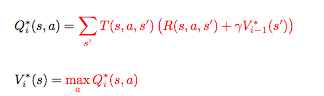 Q*_i(s, a) = ∑_{s'} T(s, a, s') (R(s, a, s') + γV*_{i−1}(s'))
V*_i(s) = max_a Q*_i(s, a)